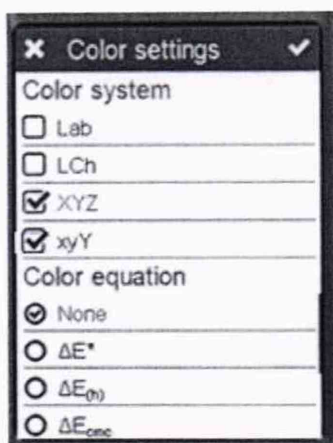 Color settings
Color system
Lab
LCh
XYZ
xyY
Color equation
None
ΔE*
ΔE(h)
ΔEcmc